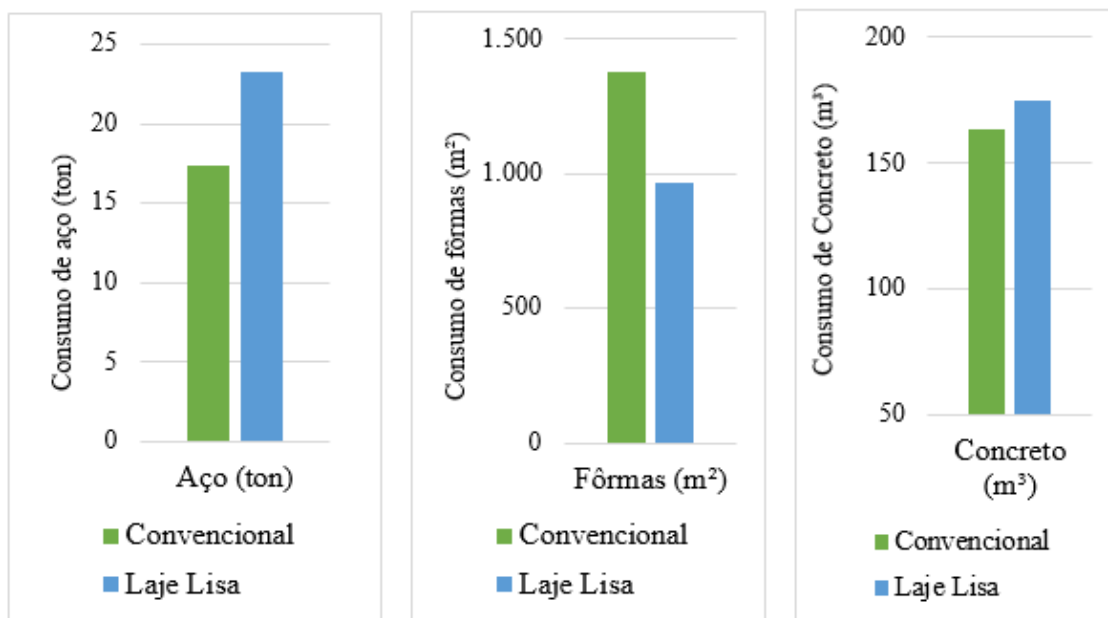 Consumo de aço (ton)
25
20
15
10
5
0
Aço (ton)
Convencional
Laje Lisa
Consumo de fôrmas (m²)
1.500
1.000
500
0
Fôrmas (m²)
Convencional
Laje Lisa
Consumo de Concreto (m³)
200
150
100
50
Concreto
(m³)
Convencional
Laje Lisa